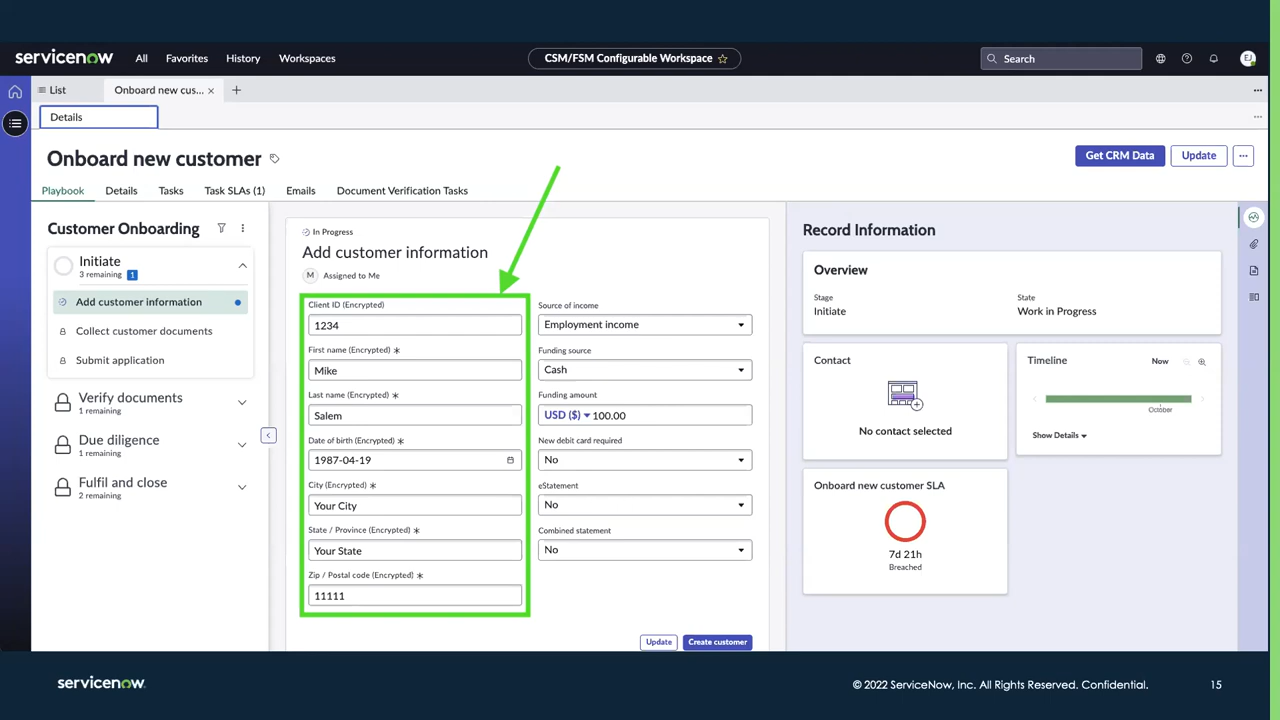 servicenow All Favorites History Workspaces CSM/FSM Configurable Workspace Search EJ
List Onboard new cus...
Details
Onboard new customer
Get CRM Data Update
Playbook Details Tasks Task SLAs (1) Emails Document Verification Tasks
Customer Onboarding
Initiate
3 remaining 1
Add customer information
Collect customer documents
Submit application
Verify documents
1 remaining
Due diligence
1 remaining
Fulfil and close
2 remaining
In Progress
Add customer information
M Assigned to Me
Client ID (Encrypted)
1234
First name (Encrypted) *
Mike
Last name (Encrypted) *
Salem
Date of birth (Encrypted) *
1987-04-19
City (Encrypted) *
Your City
State / Province (Encrypted) *
Your State
Zip / Postal code (Encrypted) *
11111
Source of income
Employment income
Funding source
Cash
Funding amount
USD ($) 100.00
New debit card required
No
eStatement
No
Combined statement
No
Update Create customer
Record Information
Overview
Stage
Initiate
State
Work in Progress
Contact
No contact selected
Timeline Now
October
Show Details
Onboard new customer SLA
7d 21h
Breached
servicenow.
© 2022 ServiceNow, Inc. All Rights Reserved. Confidential. 15